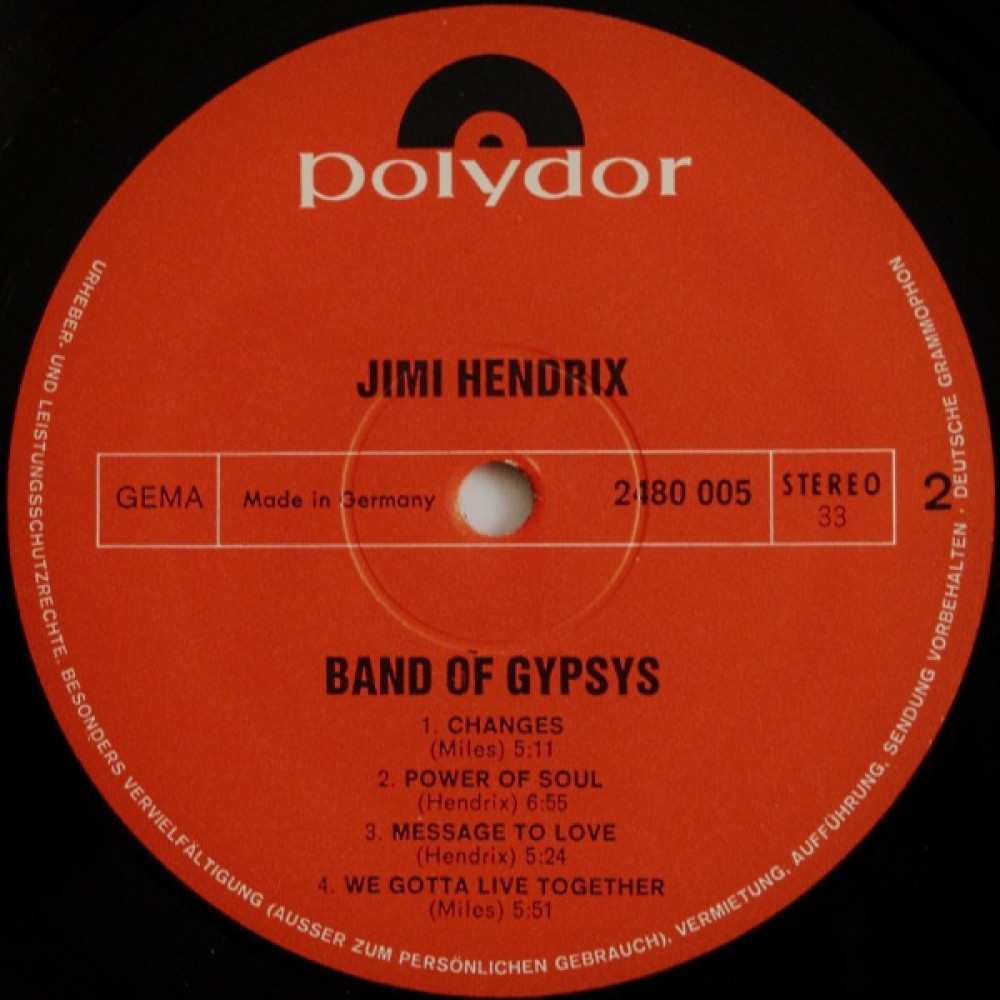 polydor
JIMI HENDRIX
GEMA
Made in Germany
2480 005
STEREO
33
2
BAND OF GYPSYS
1. CHANGES
(Miles) 5:11
2. POWER OF SOUL
(Hendrix) 6:55
3. MESSAGE TO LOVE
(Hendrix) 5:24
4. WE GOTTA LIVE TOGETHER
(Miles) 5:51
URHEBER- UND LEISTUNGSSCHUTZRECHTE. BESONDERS VERVIELFÄLTIGUNG (AUSSER ZUM PERSÖNLICHEN GEBRAUCH). VERMIETUNG, AUFFÜHRUNG, SENDUNG VORBEHALTEN · DEUTSCHE GRAMMOPHON